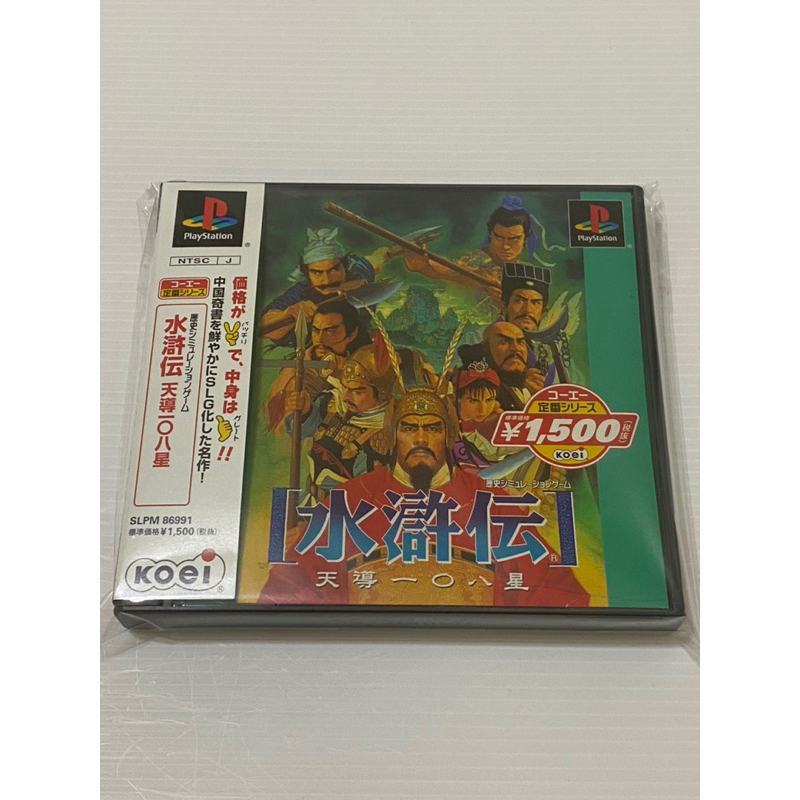 PlayStation
NTSC J
コーエー
定番シリーズ
歴史シミュレーションゲーム
水滸伝 天導一〇八星
価格がバッチリで、中身はグレート!!
中国奇書を鮮やかにSLG化した名作!
SLPM 86991
標準価格¥1,500(税抜)
KOEI
PlayStation
コーエー
定番シリーズ
標準価格
¥1,500(税抜)
KOEI
歴史シミュレーションゲーム
[水滸伝]
天導一〇八星